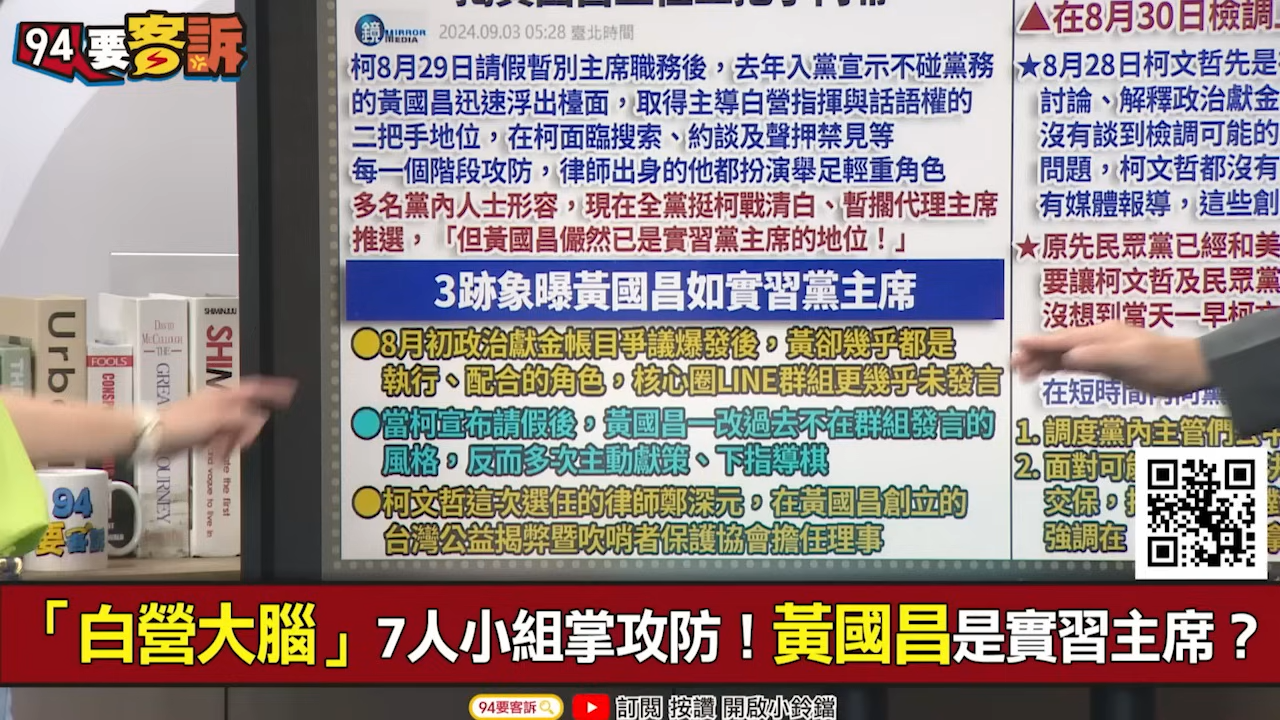 94要客訴
鏡 MIRROR MEDIA 2024.09.03 05:28 臺北時間
柯8月29日請假暫別主席職務後，去年入黨宣示不碰黨務
的黃國昌迅速浮出檯面，取得主導白營指揮與話語權的
二把手地位，在柯面臨搜索、約談及聲押禁見等
每一個階段攻防，律師出身的他都扮演舉足輕重角色
多名黨內人士形容，現在全黨挺柯戰清白、暫擱代理主席
推選，「但黃國昌儼然已是實習黨主席的地位！」
3跡象曝黃國昌如實習黨主席
●8月初政治獻金帳目爭議爆發後，黃卻幾乎都是
執行、配合的角色，核心圈LINE群組更幾乎未發言
●當柯宣布請假後，黃國昌一改過去不在群組發言的
風格，反而多次主動獻策、下指導棋
●柯文哲這次選任的律師鄭深元，在黃國昌創立的
台灣公益揭弊暨吹哨者保護協會擔任理事
▲在8月30日檢調
★8月28日柯文哲先是
討論、解釋政治獻金
沒有談到檢調可能的
問題，柯文哲都沒有
有媒體報導，這些創
★原先民眾黨已經和美
要讓柯文哲及民眾黨
沒想到當天一早柯文
在短時間內向黨
1. 調度黨內主管們
2. 面對可能
交保，
強調在
Urb
FOOLS
DAVID
McCULLOUGH
THE
GREA
JOURNEY
SHINMINJUU
94
要客訴
「白營大腦」7人小組掌攻防！黃國昌是實習主席？
94要客訴 訂閱 按讚 開啟小鈴鐺